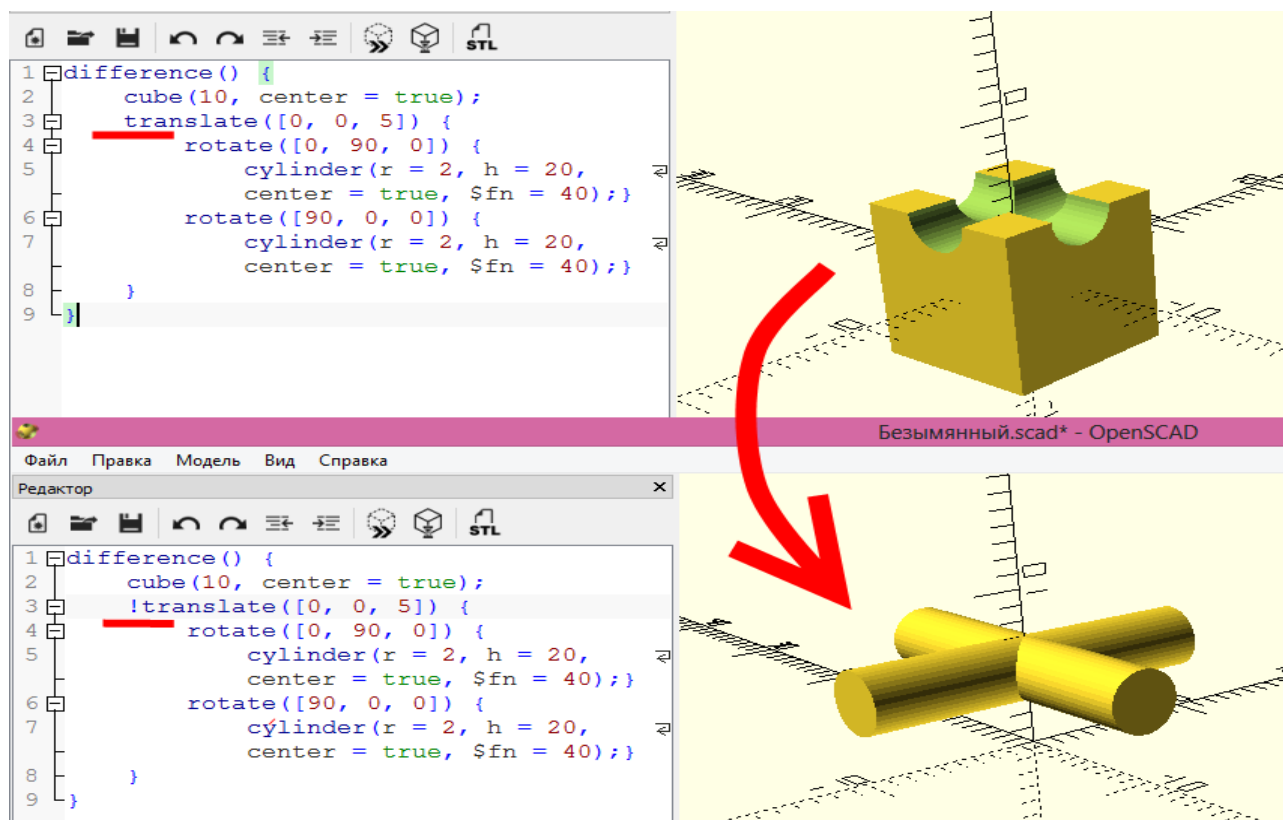 STL
1 difference() {
2 cube(10, center = true);
3 translate([0, 0, 5]) {
4 rotate([0, 90, 0]) {
5 cylinder(r = 2, h = 20,
center = true, $fn = 40);}
6 rotate([90, 0, 0]) {
7 cylinder(r = 2, h = 20,
center = true, $fn = 40);}
8 }
9 }
Безымянный.scad* - OpenSCAD
Файл Правка Модель Вид Справка
Редактор
STL
1 difference() {
2 cube(10, center = true);
3 !translate([0, 0, 5]) {
4 rotate([0, 90, 0]) {
5 cylinder(r = 2, h = 20,
center = true, $fn = 40);}
6 rotate([90, 0, 0]) {
7 cylinder(r = 2, h = 20,
center = true, $fn = 40);}
8 }
9 }